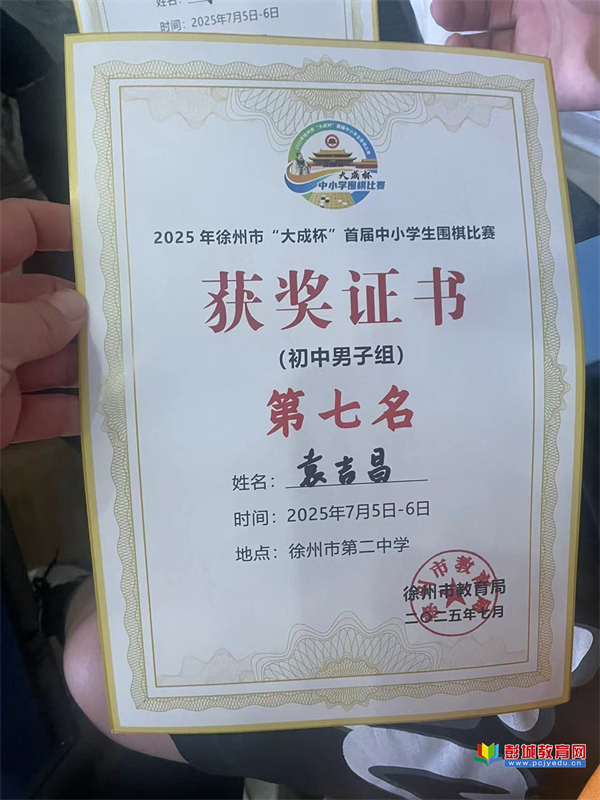 时间：2025年7月5日-6日
大成杯
中小学围棋比赛
2025年徐州市“大成杯”首届中小学生围棋比赛
获奖证书
（初中男子组）
第七名
姓名：袁吉昌
时间：2025年7月5日-6日
地点：徐州市第二中学
徐州市教育局
二〇二五年七月
彭城教育网
www.pcjyedu.cn